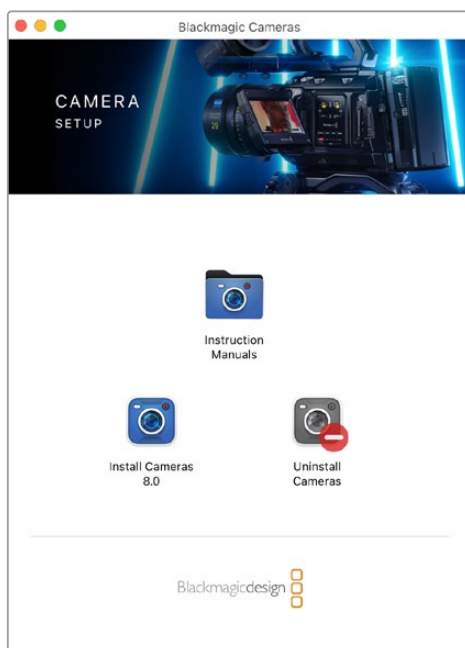 Blackmagic Cameras
CAMERA
SETUP
Instruction
Manuals
Install Cameras
8.0
Uninstall
Cameras
Blackmagicdesign